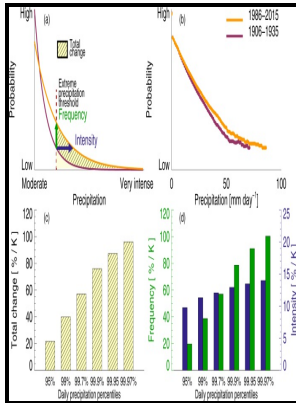 High
(a)
Total
change
Extreme
precipitation
threshold
Frequency
Intensity
Probability
Low
Moderate
Very intense
Precipitation
(b)
1986–2015
1906–1935
Probability
0
50
100
150
Precipitation [mm day⁻¹]
(c)
120
100
80
60
40
20
0
Total change [ % / K ]
95%
99%
99.7%
99.9%
99.95
99.97%
Daily precipitation percentiles
(d)
120
100
80
60
40
20
0
Frequency [ % / K ]
25
20
15
10
5
0
Intensity [ % / K ]
95%
99%
99.7%
99.9%
99.95
99.97%
Daily precipitation percentiles